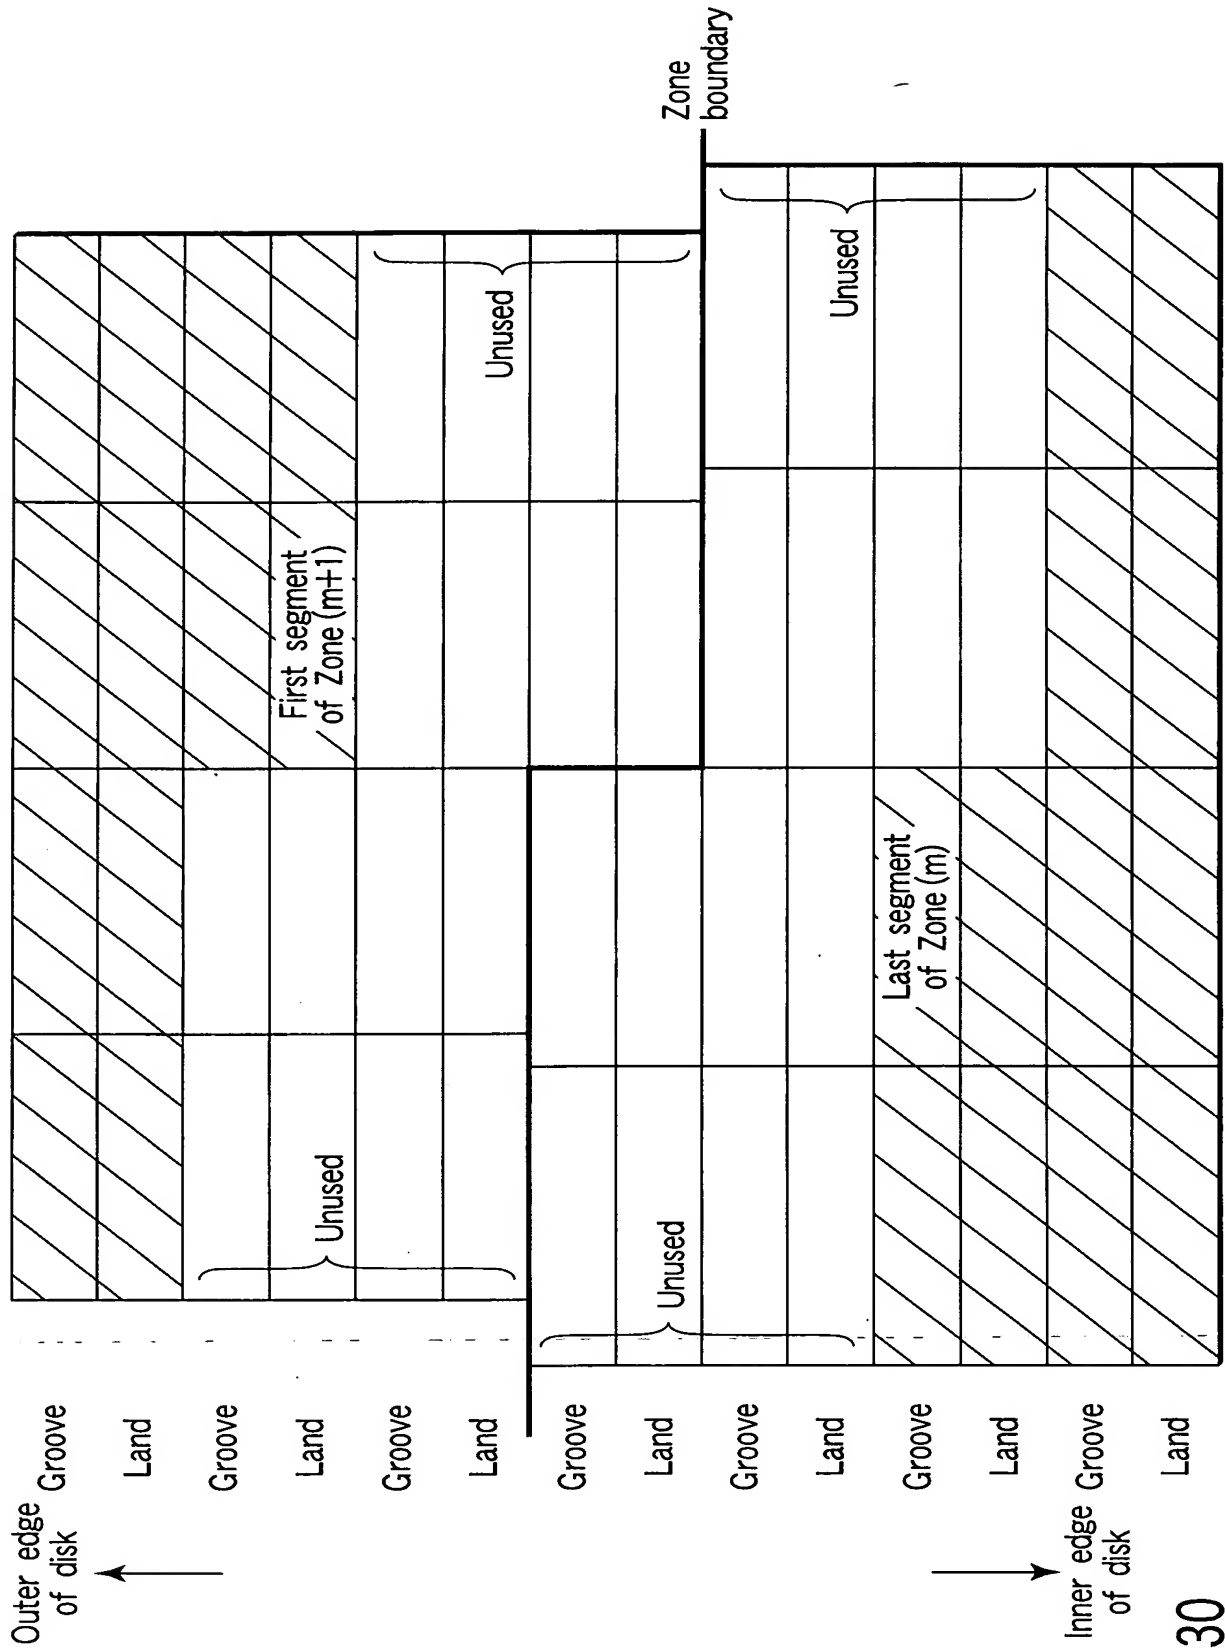 Outer edge
of disk
Groove
Land
Groove
Land
Groove
Land
Groove
Land
Groove
Land
Groove
Land
Groove
Land
Inner edge
of disk
First segment
of Zone (m+1)
Unused
Unused
Unused
Zone
boundary
Unused
Last segment
of Zone (m)
30